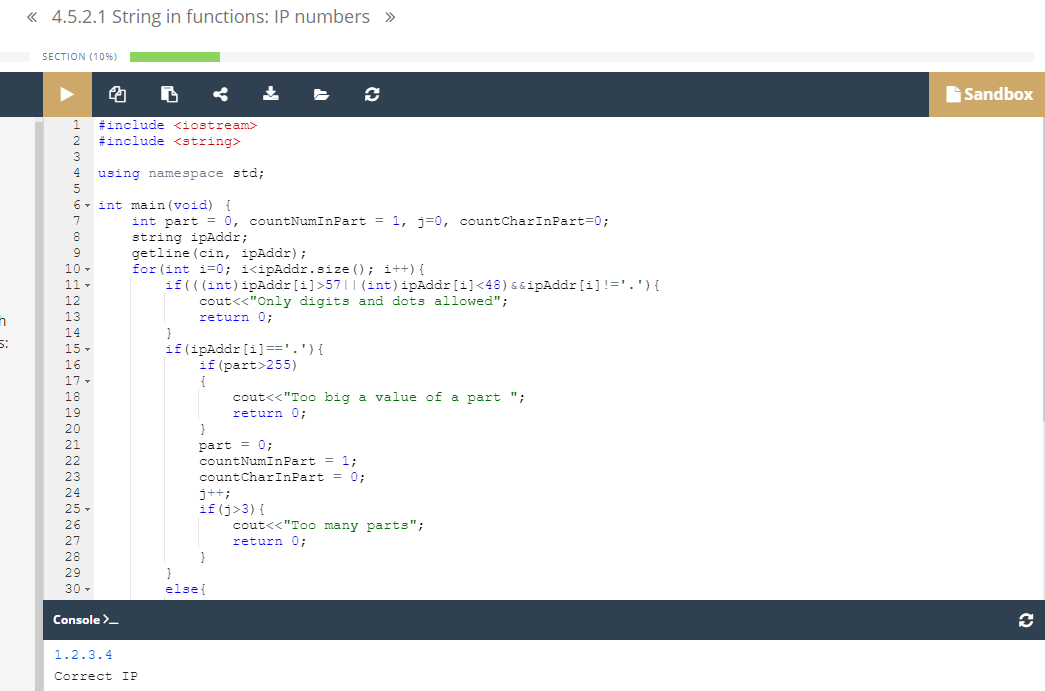 « 4.5.2.1 String in functions: IP numbers »
SECTION (10%)
Sandbox
h
s:
1 #include <iostream>
2 #include <string>
3
4 using namespace std;
5
6 int main(void) {
7 int part = 0, countNumInPart = 1, j=0, countCharInPart=0;
8 string ipAddr;
9 getline(cin, ipAddr);
10 for(int i=0; i<ipAddr.size(); i++){
11 if(((int)ipAddr[i]>57||(int)ipAddr[i]<48)&&ipAddr[i]!='.'){
12 cout<<"Only digits and dots allowed";
13 return 0;
14 }
15 if(ipAddr[i]=='.'){
16 if(part>255)
17 {
18 cout<<"Too big a value of a part ";
19 return 0;
20 }
21 part = 0;
22 countNumInPart = 1;
23 countCharInPart = 0;
24 j++;
25 if(j>3){
26 cout<<"Too many parts";
27 return 0;
28 }
29 }
30 else{
Console >_
1.2.3.4
Correct IP